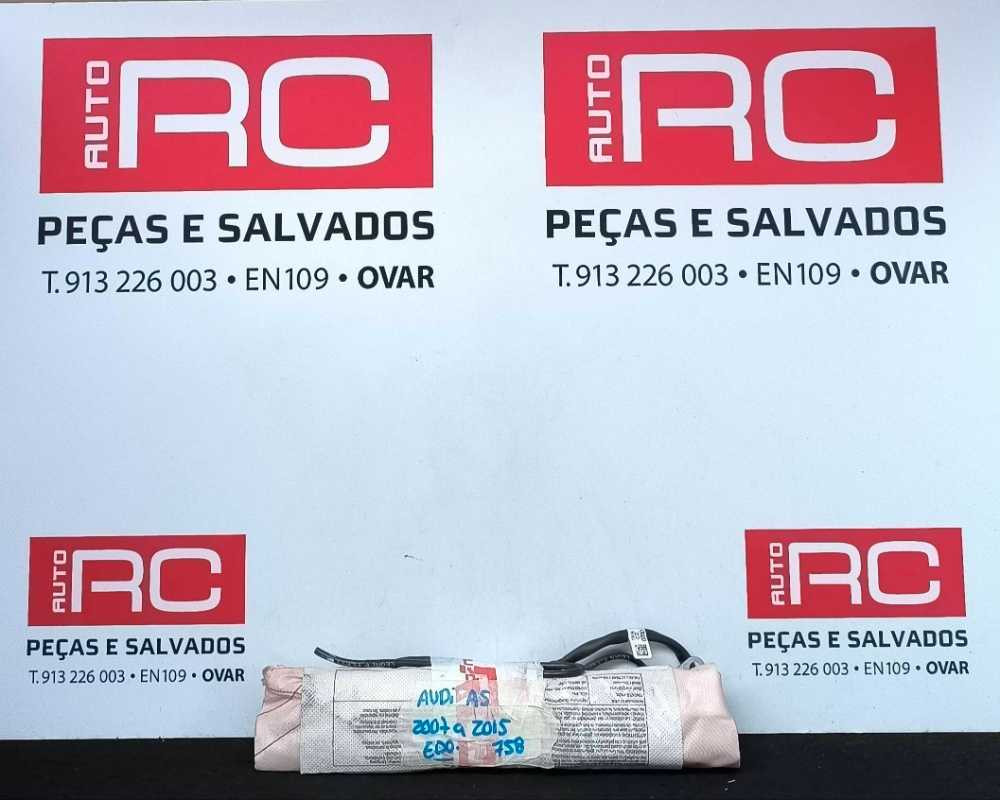 AUTO RC
PEÇAS E SALVADOS
T. 913 226 003 • EN109 • OVAR
AUTO RC
PEÇAS E SALVADOS
T. 913 226 003 • EN109 • OVAR
AUTO RC
PEÇAS E SALVADOS
T. 913 226 003 • EN109 • OVAR
AUTO RC
PEÇAS E SALVADOS
T. 913 226 003 • EN109 • OVAR
AUDI A5
2007 a 2015
758